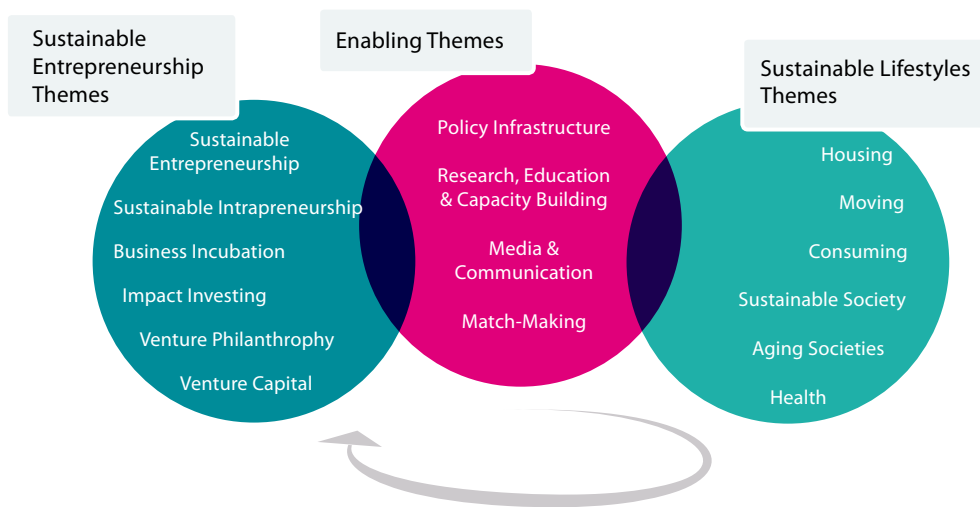 Sustainable
Entrepreneurship
Themes
Sustainable
Entrepreneurship
Sustainable Intrapreneurship
Business Incubation
Impact Investing
Venture Philanthrophy
Venture Capital
Enabling Themes
Policy Infrastructure
Research, Education
& Capacity Building
Media &
Communication
Match-Making
Sustainable Lifestyles
Themes
Housing
Moving
Consuming
Sustainable Society
Aging Societies
Health